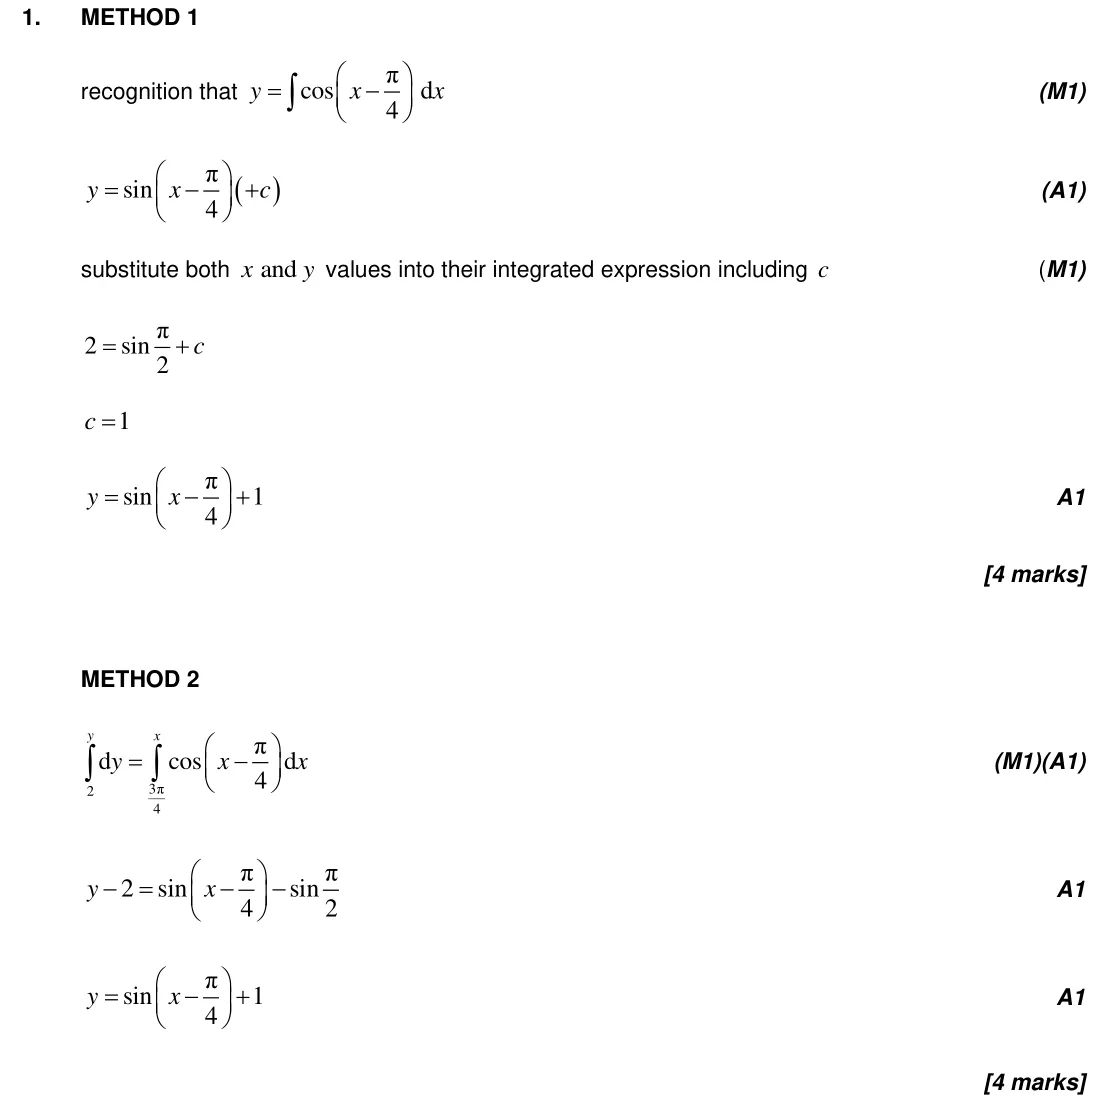 1. METHOD 1
recognition that y = ∫cos(x − π/4) dx (M1)
y = sin(x − π/4)(+c) (A1)
substitute both x and y values into their integrated expression including c (M1)
2 = sin π/2 + c
c = 1
y = sin(x − π/4) + 1 A1
[4 marks]
METHOD 2
∫_2^y dy = ∫_{3π/4}^x cos(x − π/4) dx (M1)(A1)
y − 2 = sin(x − π/4) − sin π/2 A1
y = sin(x − π/4) + 1 A1
[4 marks]